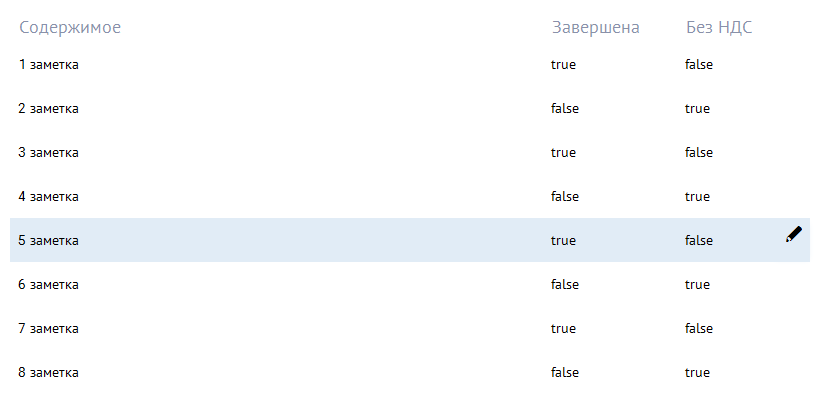 Содержимое Завершена Без НДС
1 заметка true false
2 заметка false true
3 заметка true false
4 заметка false true
5 заметка true false
6 заметка false true
7 заметка true false
8 заметка false true